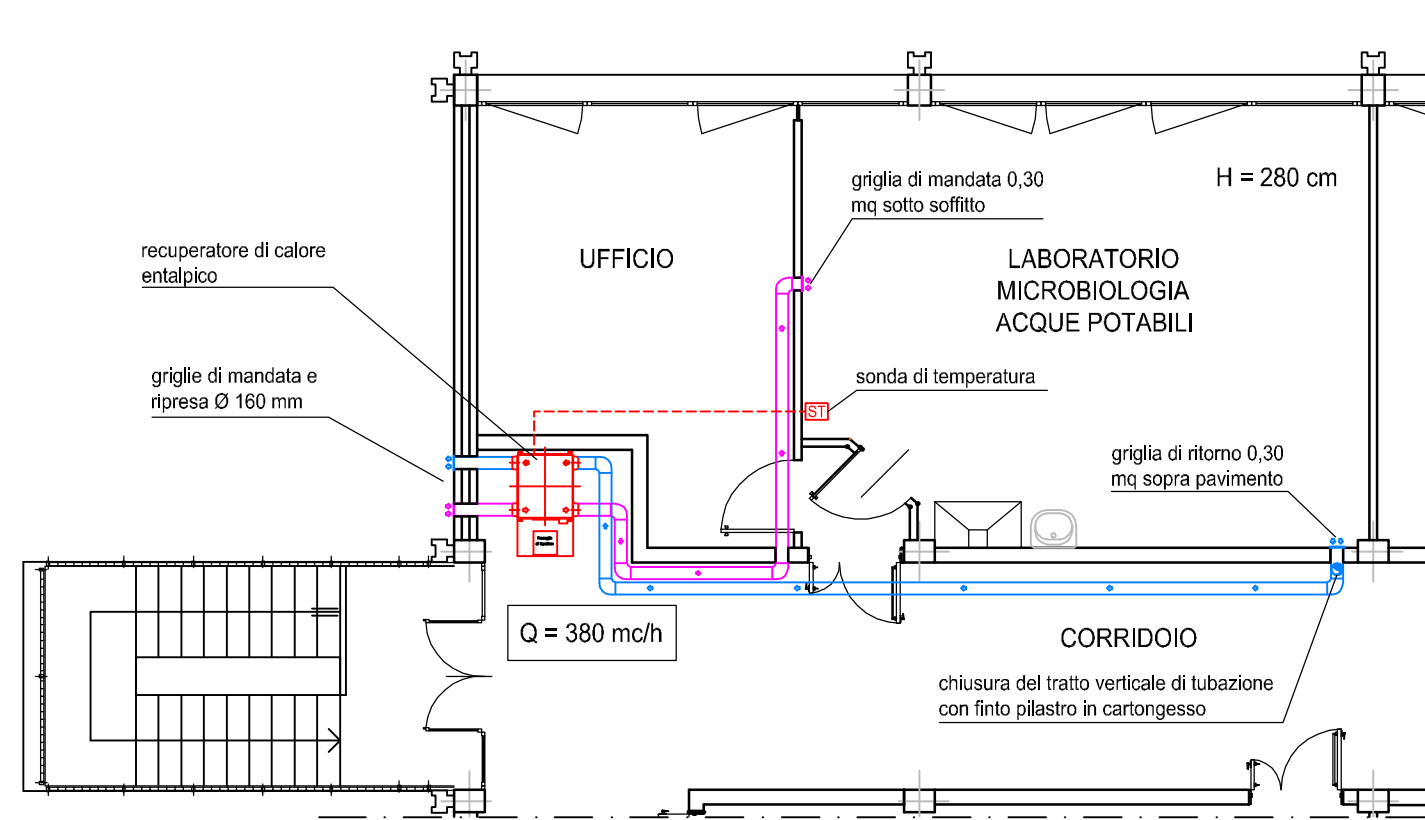 griglia di mandata 0,30
mq sotto soffitto
H = 280 cm
recuperatore di calore
entalpico
UFFICIO
LABORATORIO
MICROBIOLOGIA
ACQUE POTABILI
griglie di mandata e
ripresa Ø 160 mm
sonda di temperatura
ST
griglia di ritorno 0,30
mq sopra pavimento
Q = 380 mc/h
CORRIDOIO
chiusura del tratto verticale di tubazione
con finto pilastro in cartongesso